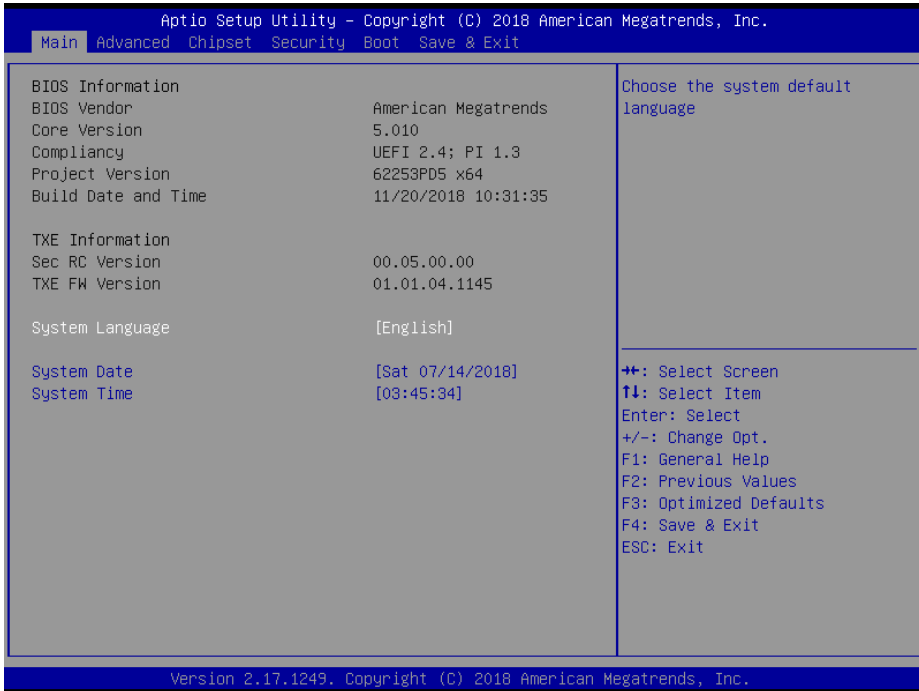 Aptio Setup Utility – Copyright (C) 2018 American Megatrends, Inc.
Main Advanced Chipset Security Boot Save & Exit
BIOS Information
BIOS Vendor American Megatrends
Core Version 5.010
Compliancy UEFI 2.4; PI 1.3
Project Version 62253PD5 x64
Build Date and Time 11/20/2018 10:31:35
TXE Information
Sec RC Version 00.05.00.00
TXE FW Version 01.01.04.1145
System Language [English]
System Date [Sat 07/14/2018]
System Time [03:45:34]
Choose the system default
language
→←: Select Screen
↑↓: Select Item
Enter: Select
+/-: Change Opt.
F1: General Help
F2: Previous Values
F3: Optimized Defaults
F4: Save & Exit
ESC: Exit
Version 2.17.1249. Copyright (C) 2018 American Megatrends, Inc.